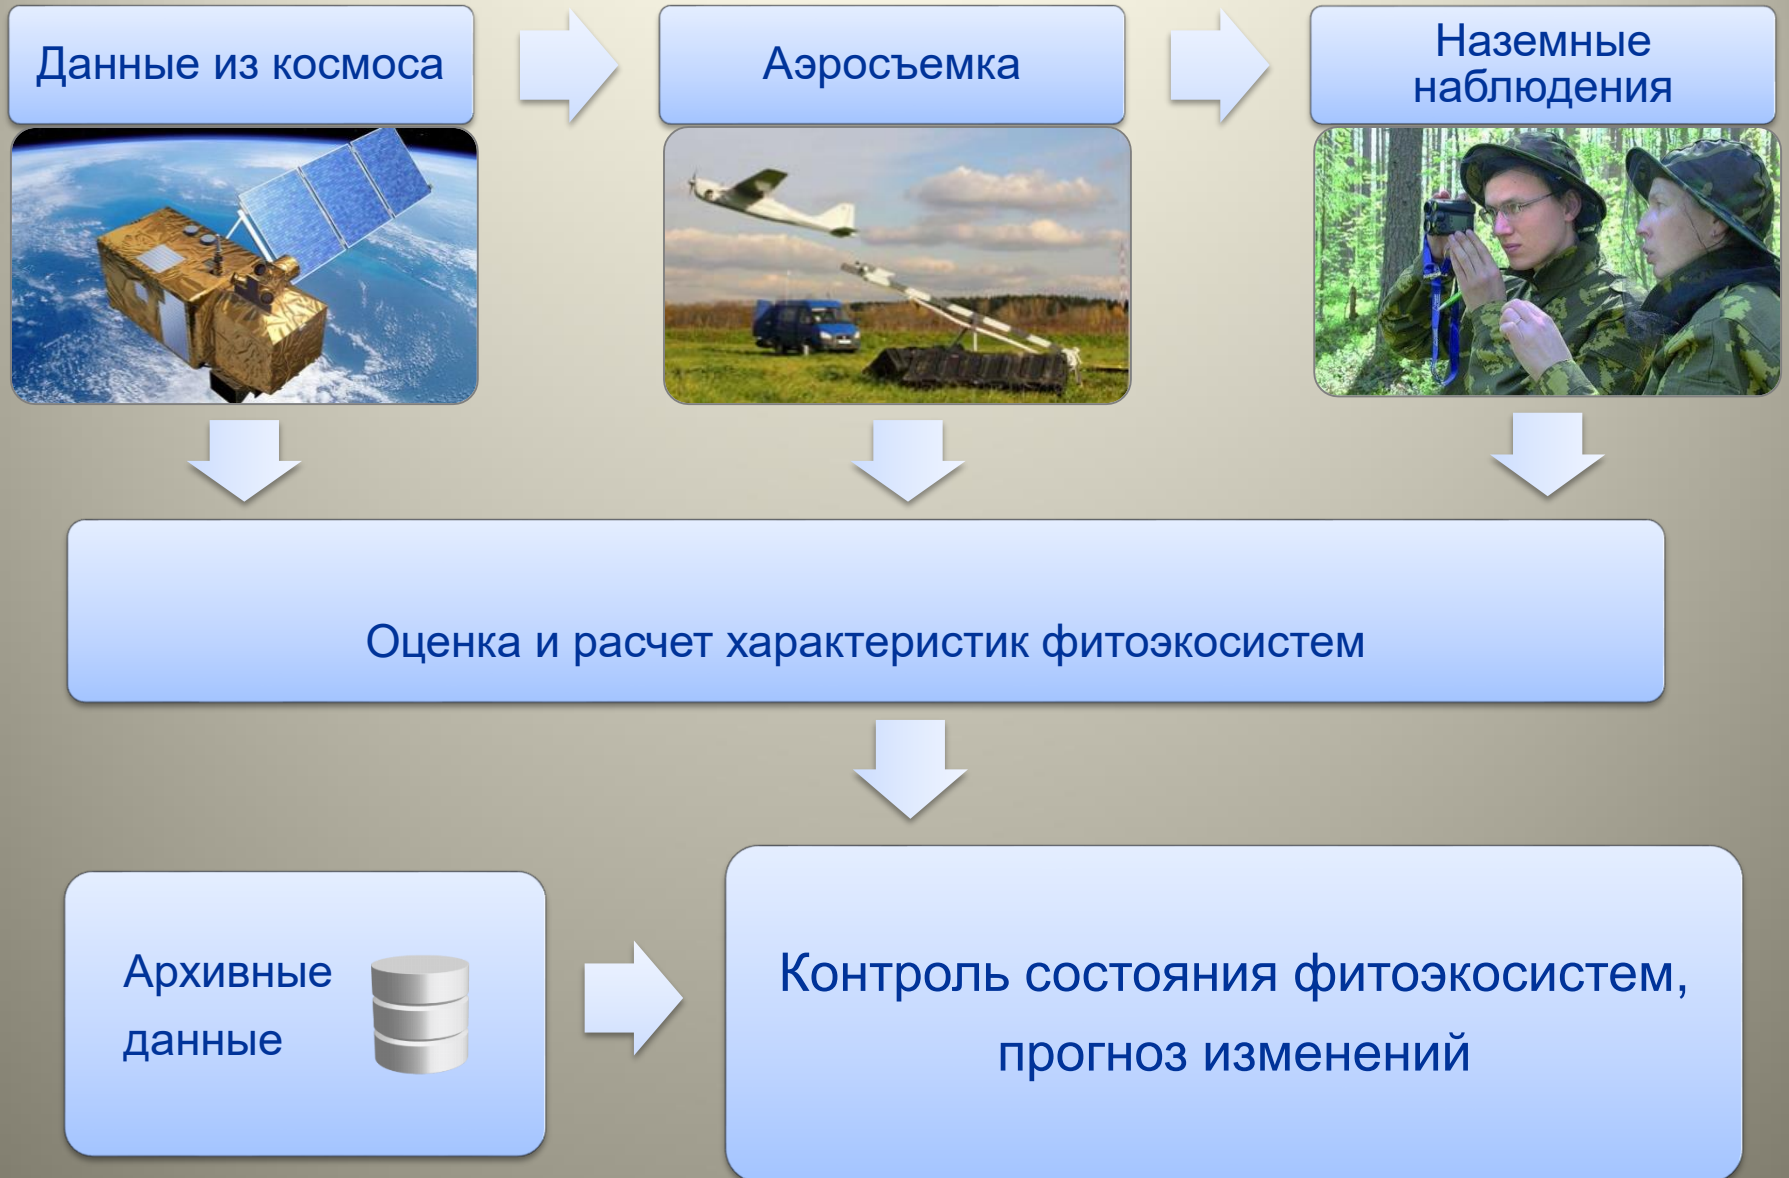 Данные из космоса
Аэросъемка
Наземные
наблюдения
Оценка и расчет характеристик фитоэкосистем
Архивные
данные
Контроль состояния фитоэкосистем,
прогноз изменений